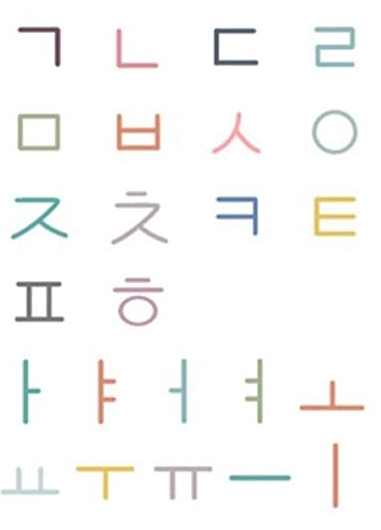 ㄱ ㄴ ㄷ ㄹ
ㅁ ㅂ ㅅ ㅇ
ㅈ ㅊ ㅋ ㅌ
ㅍ ㅎ
ㅏ ㅑ ㅓ ㅕ ㅗ
ㅛ ㅜ ㅠ ㅡ ㅣ